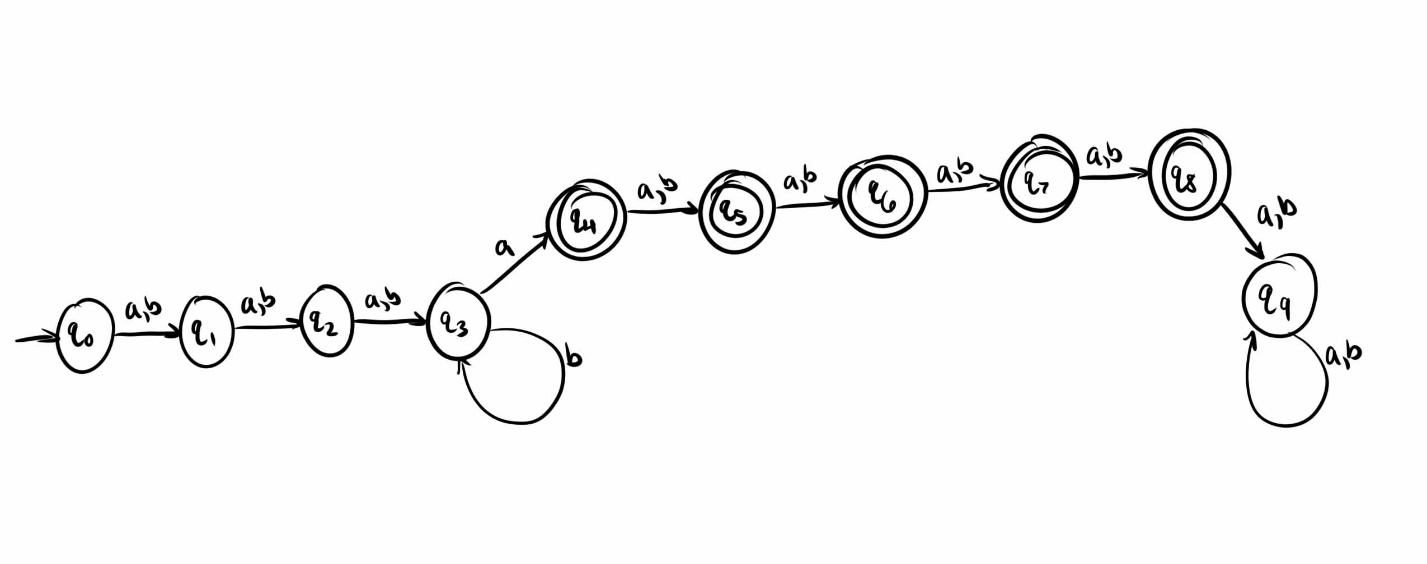 q₀ a,b q₁ a,b q₂ a,b q₃
a q₄ a,b q₅ a,b q₆ a,b q₇ a,b q₈
b
a,b
q₉
a,b